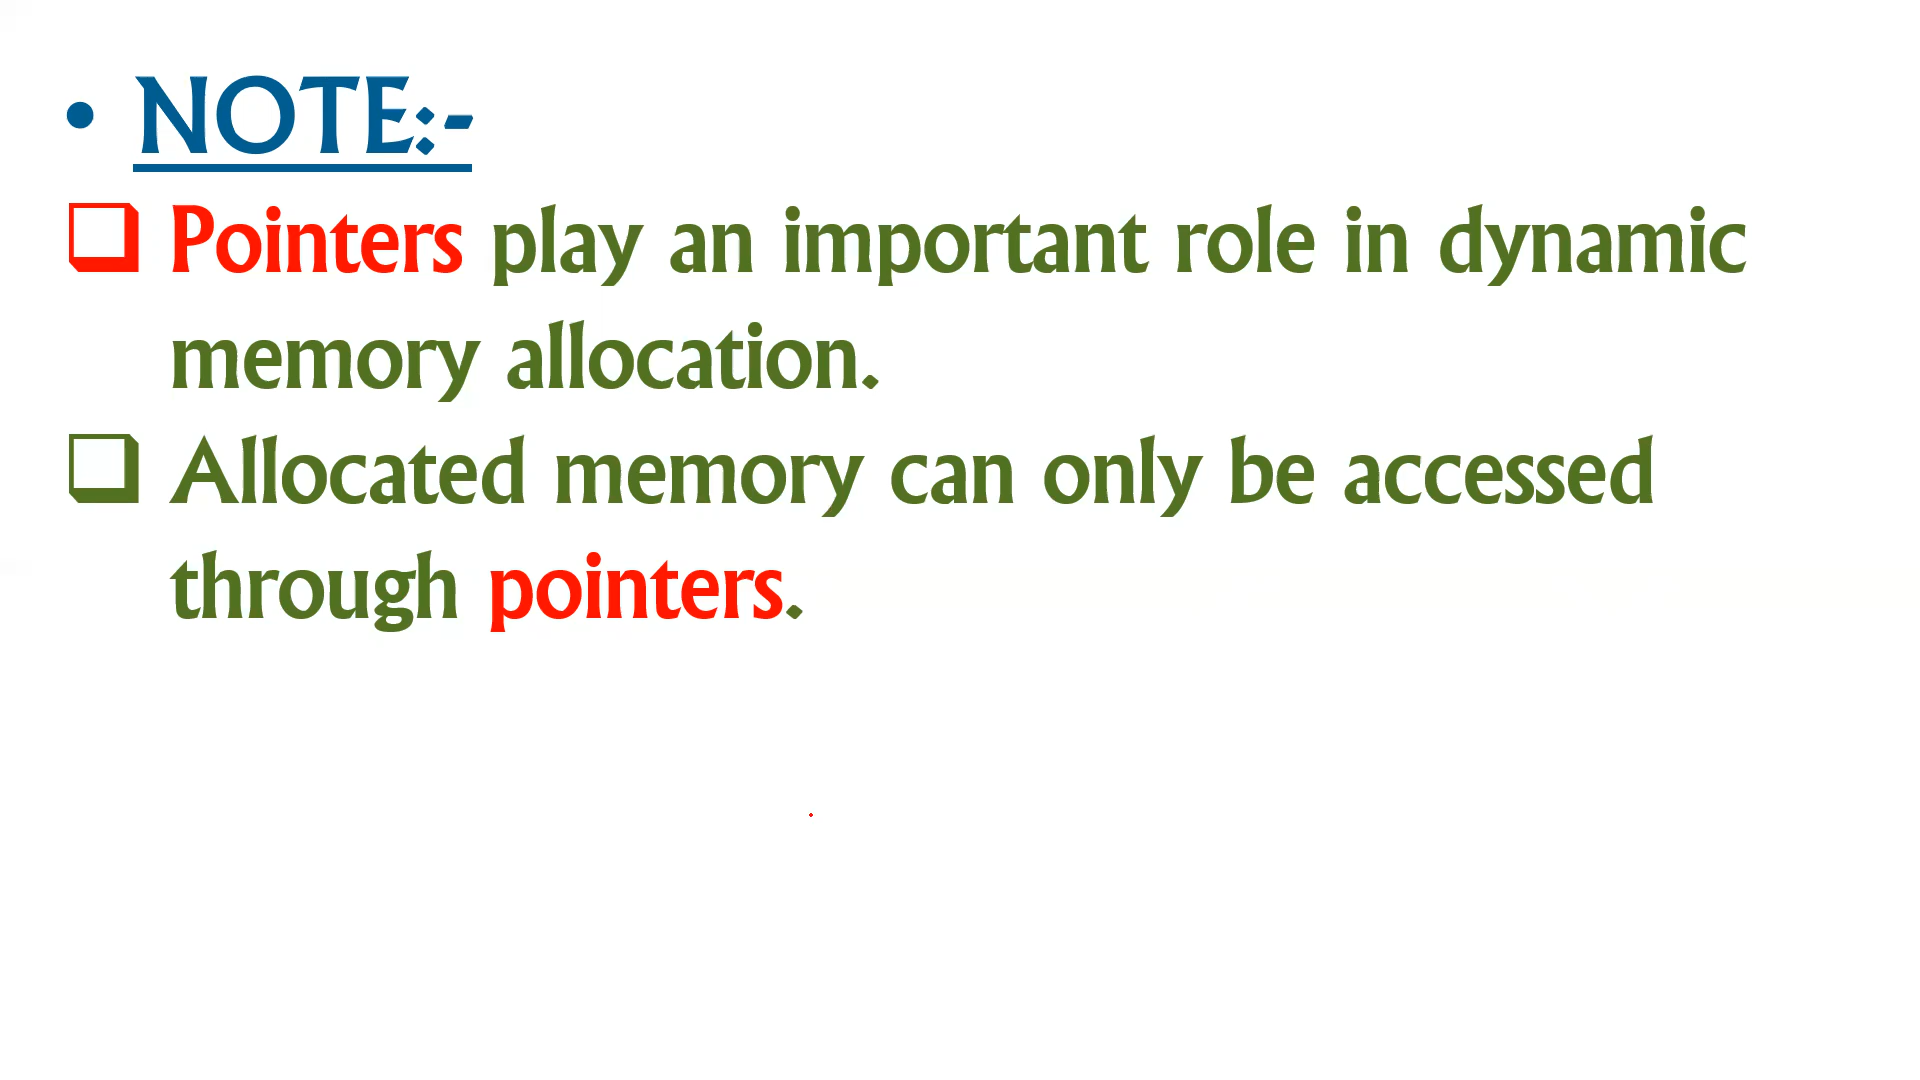 • NOTE:-
❑ Pointers play an important role in dynamic
memory allocation.
❑ Allocated memory can only be accessed
through pointers.